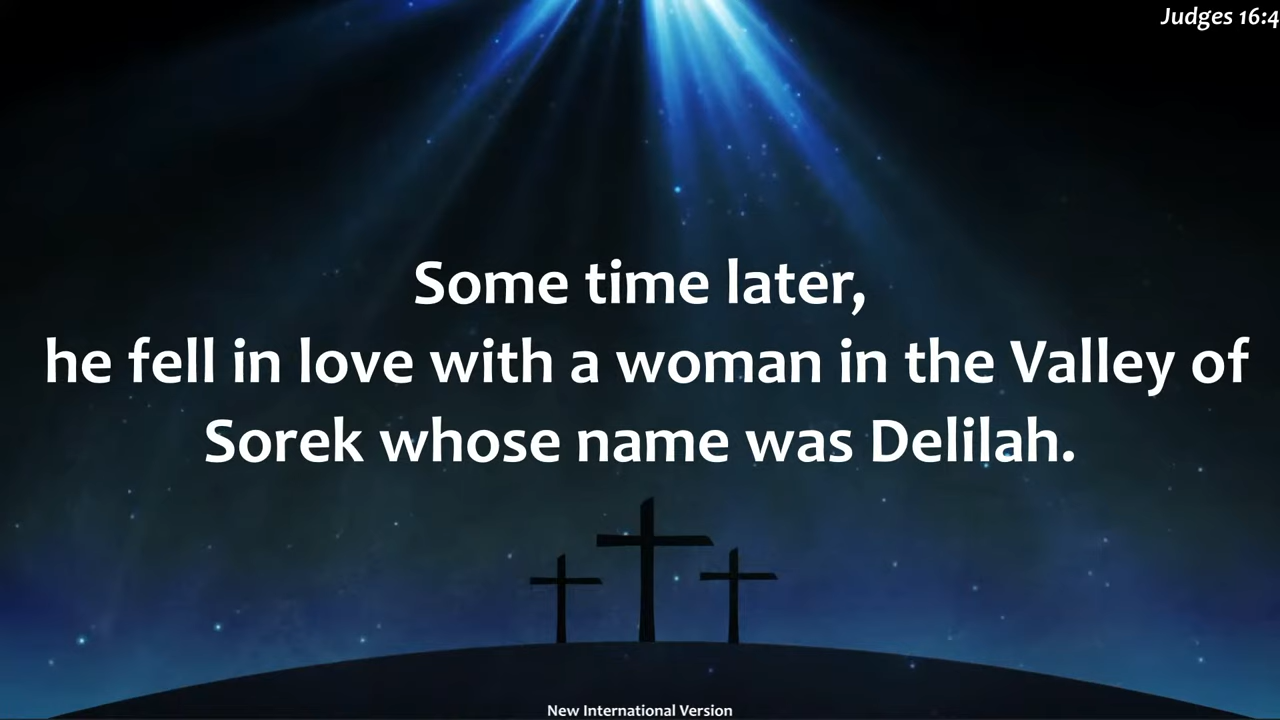 Judges 16:4
Some time later,
he fell in love with a woman in the Valley of
Sorek whose name was Delilah.
New International Version